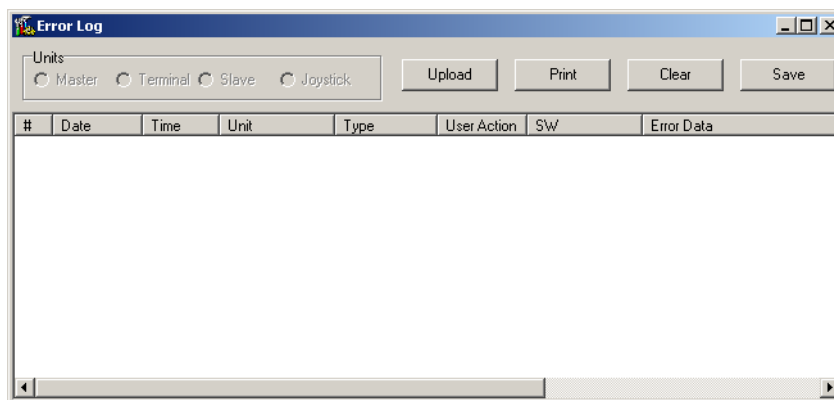 Error Log
Units
Master Terminal Slave Joystick
Upload Print Clear Save
# Date Time Unit Type User Action SW Error Data